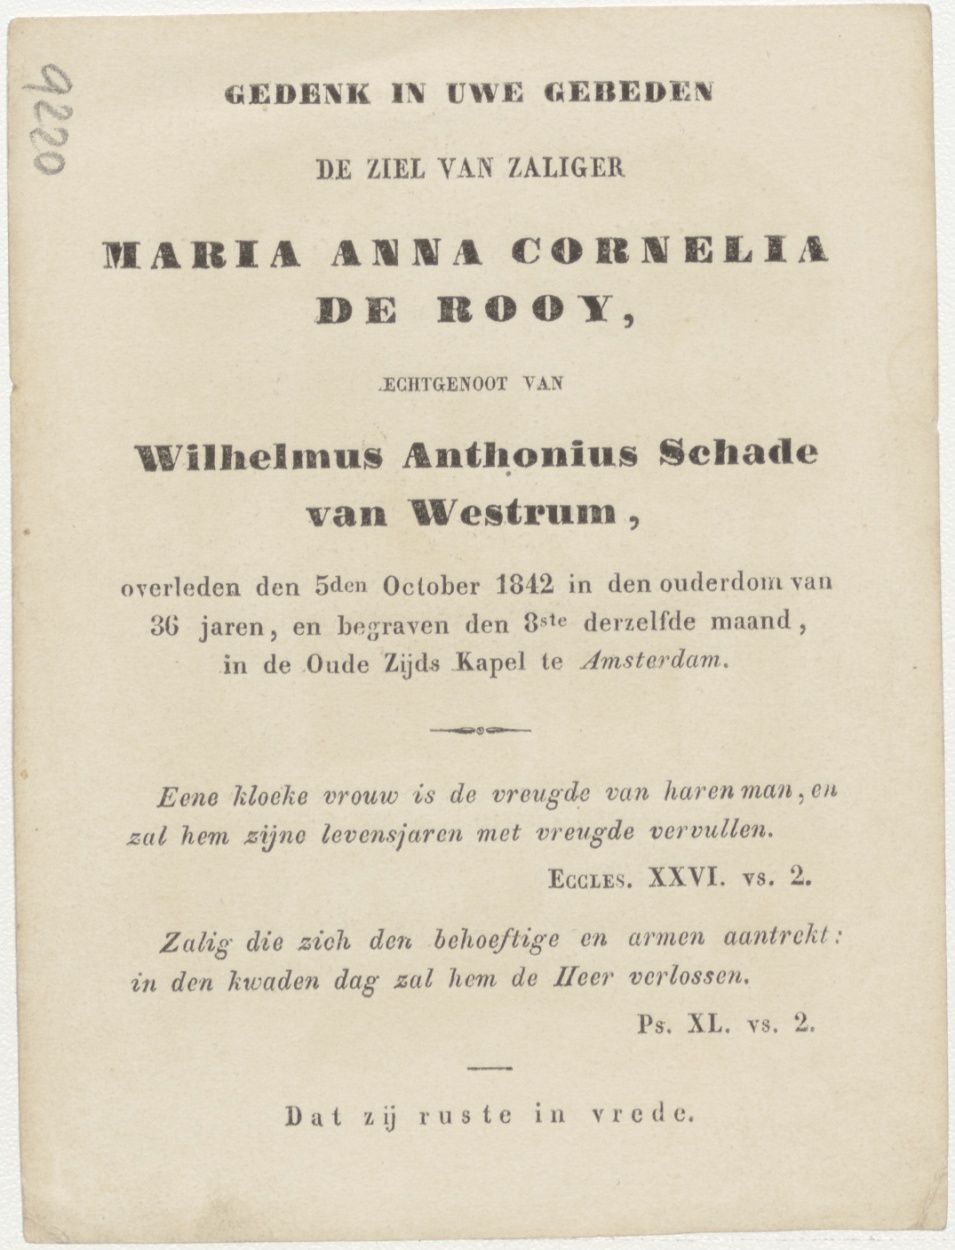 9220
GEDENK IN UWE GEBEDEN
DE ZIEL VAN ZALIGER
MARIA ANNA CORNELIA
DE ROOY,
ECHTGENOOT VAN
Wilhelmus Anthonius Schade
van Westrum,
overleden den 5den October 1842 in den ouderdom van
36 jaren, en begraven den 8ste derzelfde maand,
in de Oude Zijds Kapel te Amsterdam.
Eene kloeke vrouw is de vreugde van haren man, en
zal hem zijne levensjaren met vreugde vervullen.
ECCLES. XXVI. vs. 2.
Zalig die zich den behoeftige en armen aantrekt:
in den kwaden dag zal hem de Heer verlossen.
Ps. XL. vs. 2.
Dat zij ruste in vrede.